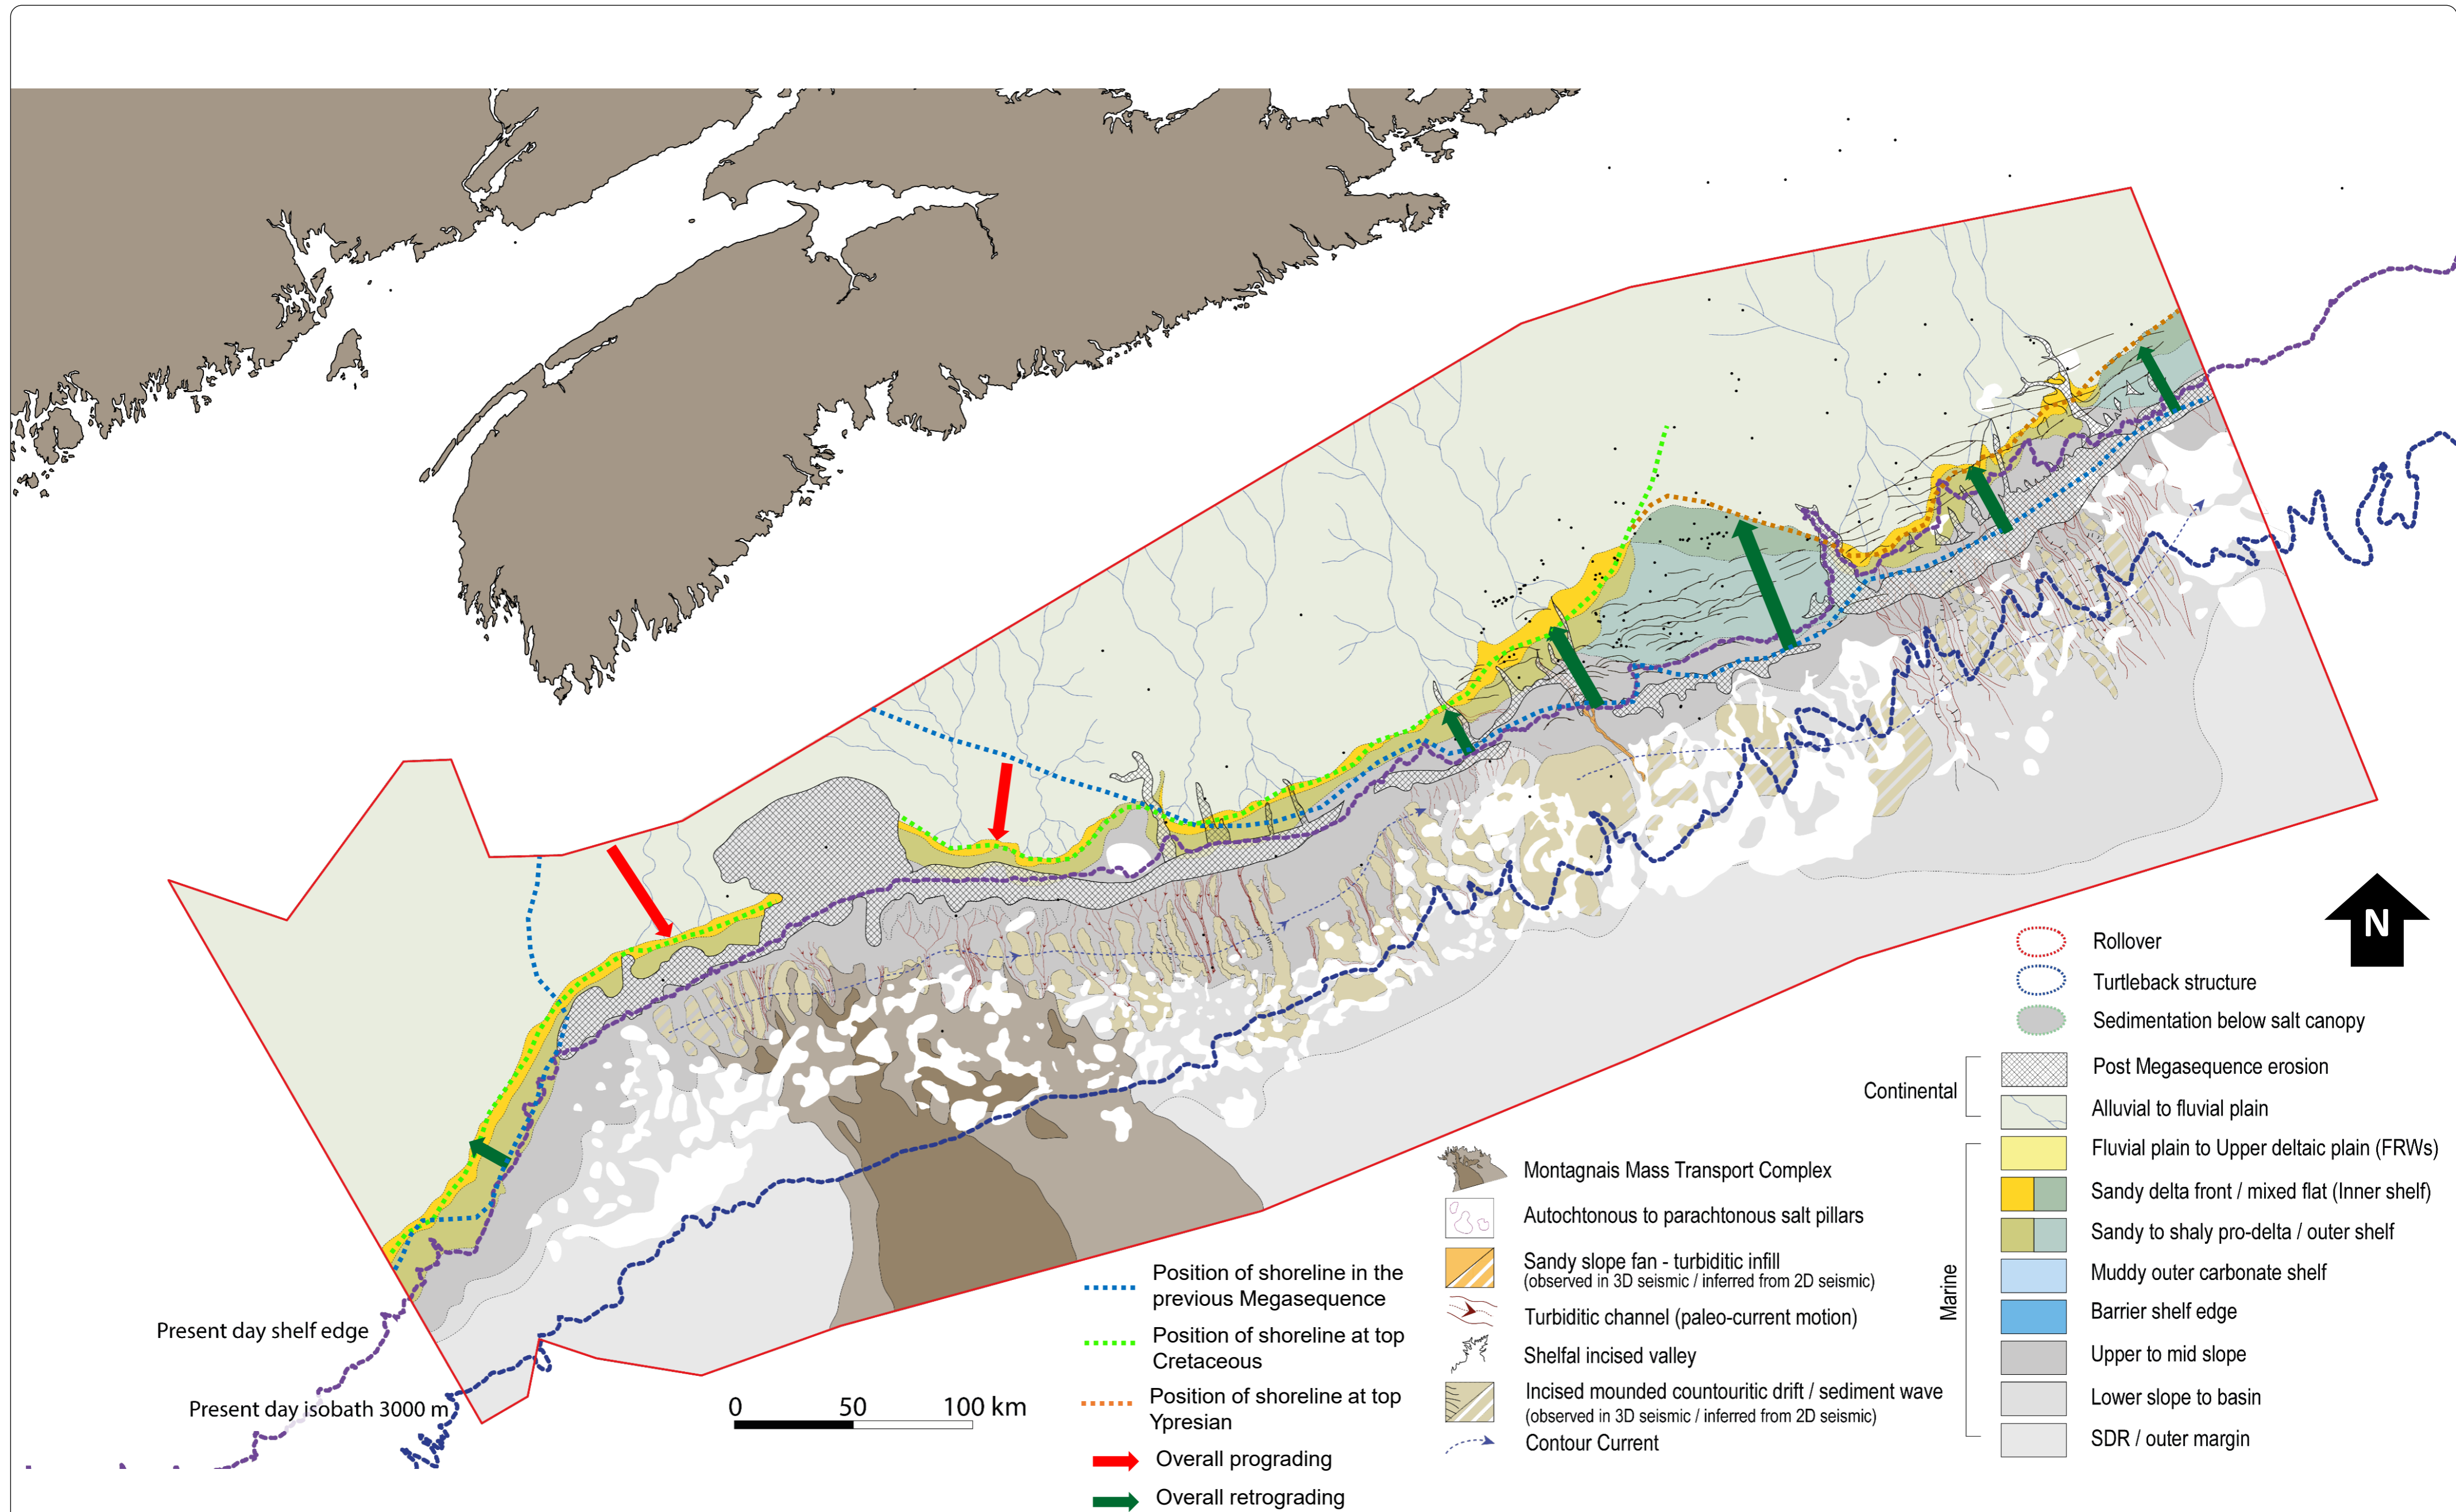 N
Rollover
Turtleback structure
Sedimentation below salt canopy
Continental
Post Megasequence erosion
Alluvial to fluvial plain
Marine
Fluvial plain to Upper deltaic plain (FRWs)
Sandy delta front / mixed flat (Inner shelf)
Sandy to shaly pro-delta / outer shelf
Muddy outer carbonate shelf
Barrier shelf edge
Upper to mid slope
Lower slope to basin
SDR / outer margin
Montagnais Mass Transport Complex
Autochtonous to parachtonous salt pillars
Sandy slope fan - turbiditic infill
(observed in 3D seismic / inferred from 2D seismic)
Turbiditic channel (paleo-current motion)
Shelfal incised valley
Incised mounded countouritic drift / sediment wave
(observed in 3D seismic / inferred from 2D seismic)
Contour Current
Position of shoreline in the
previous Megasequence
Position of shoreline at top
Cretaceous
Position of shoreline at top
Ypresian
Overall prograding
Overall retrograding
0 50 100 km
Present day shelf edge
Present day isobath 3000 m